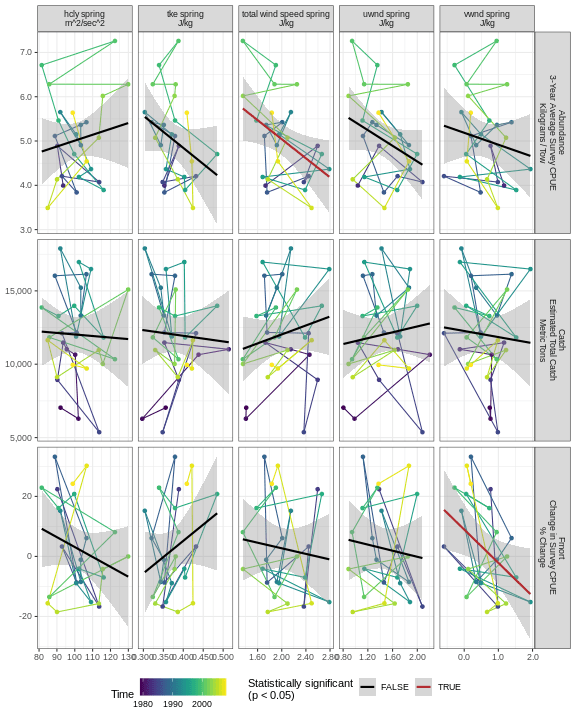 hcly spring
m^2/sec^2
tke spring
J/kg
total wind speed spring
J/kg
uwnd spring
J/kg
vwnd spring
J/kg
7.0
6.0
5.0
4.0
3.0
Abundance
3-Year Average Survey CPUE
Kilograms / Tow
15,000
10,000
5,000
Catch
Estimated Total Catch
Metric Tons
20
0
-20
Fmort
Change in Survey CPUE
% Change
80 90 100 110 120 130
0.300 0.350 0.400 0.450 0.500
1.60 2.00 2.40 2.80
0.80 1.20 1.60 2.00
0.0 1.0 2.0
Time
1980 1990 2000
Statistically significant
(p < 0.05)
FALSE TRUE